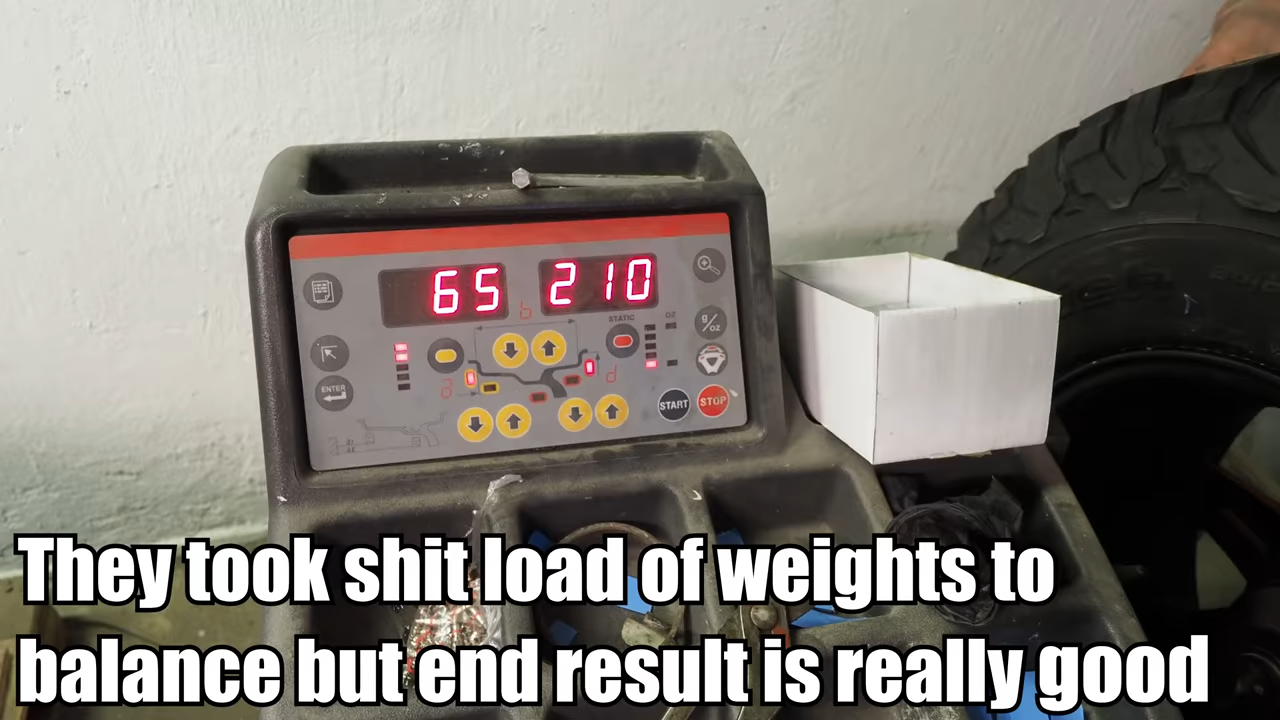 65 210
b
STATIC
OZ
g/oz
a
d
ENTER
START
STOP
They took shit load of weights to
balance but end result is really good